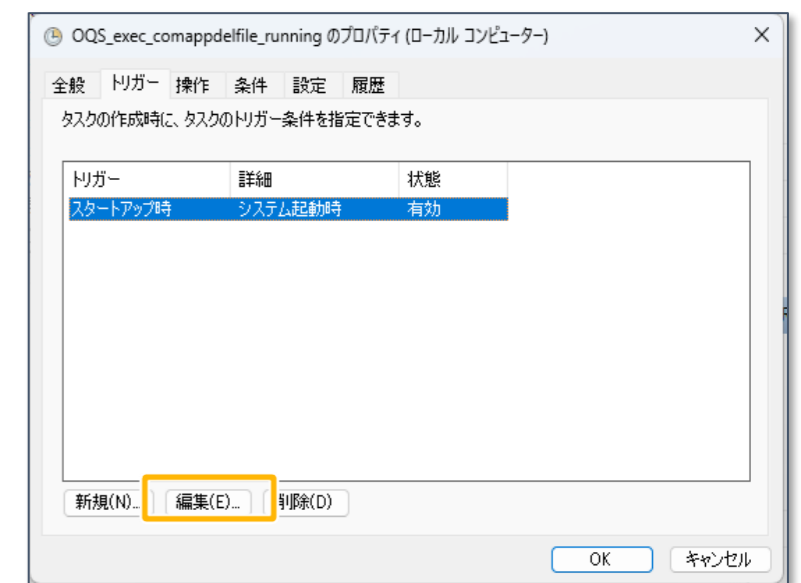 OQS_exec_comappdelfile_running のプロパティ (ローカル コンピューター)
全般 トリガー 操作 条件 設定 履歴
タスクの作成時に、タスクのトリガー条件を指定できます。
トリガー 詳細 状態
スタートアップ時 システム起動時 有効
新規(N)... 編集(E)... 削除(D)
OK キャンセル